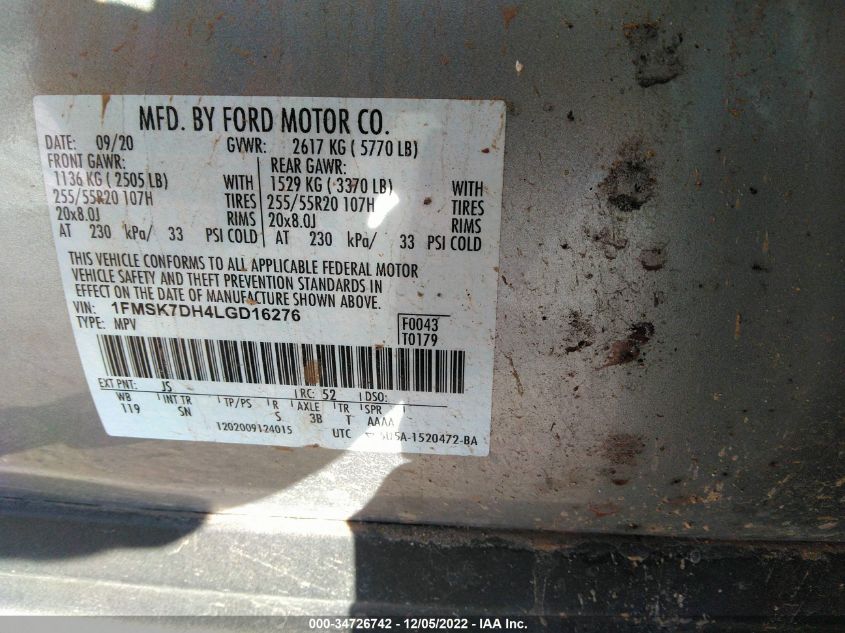 MFD. BY FORD MOTOR CO.
DATE: 09/20 GVWR: 2617 KG ( 5770 LB)
FRONT GAWR: REAR GAWR:
1136 KG ( 2505 LB) WITH 1529 KG ( 3370 LB) WITH
255/55R20 107H TIRES 255/55R20 107H TIRES
20x8.0J RIMS 20x8.0J RIMS
AT 230 kPa/ 33 PSI COLD AT 230 kPa/ 33 PSI COLD
THIS VEHICLE CONFORMS TO ALL APPLICABLE FEDERAL MOTOR
VEHICLE SAFETY AND THEFT PREVENTION STANDARDS IN
EFFECT ON THE DATE OF MANUFACTURE SHOWN ABOVE.
VIN: 1FMSK7DH4LGD16276
TYPE: MPV
F0043
T0179
EXT PNT: JS RC: 52 DSO:
WB INT TR TP/PS R AXLE TR SPR
119 SN S 3B T AAAA
1202009124015 UTC
000-34726742 - 12/05/2022 - IAA Inc.